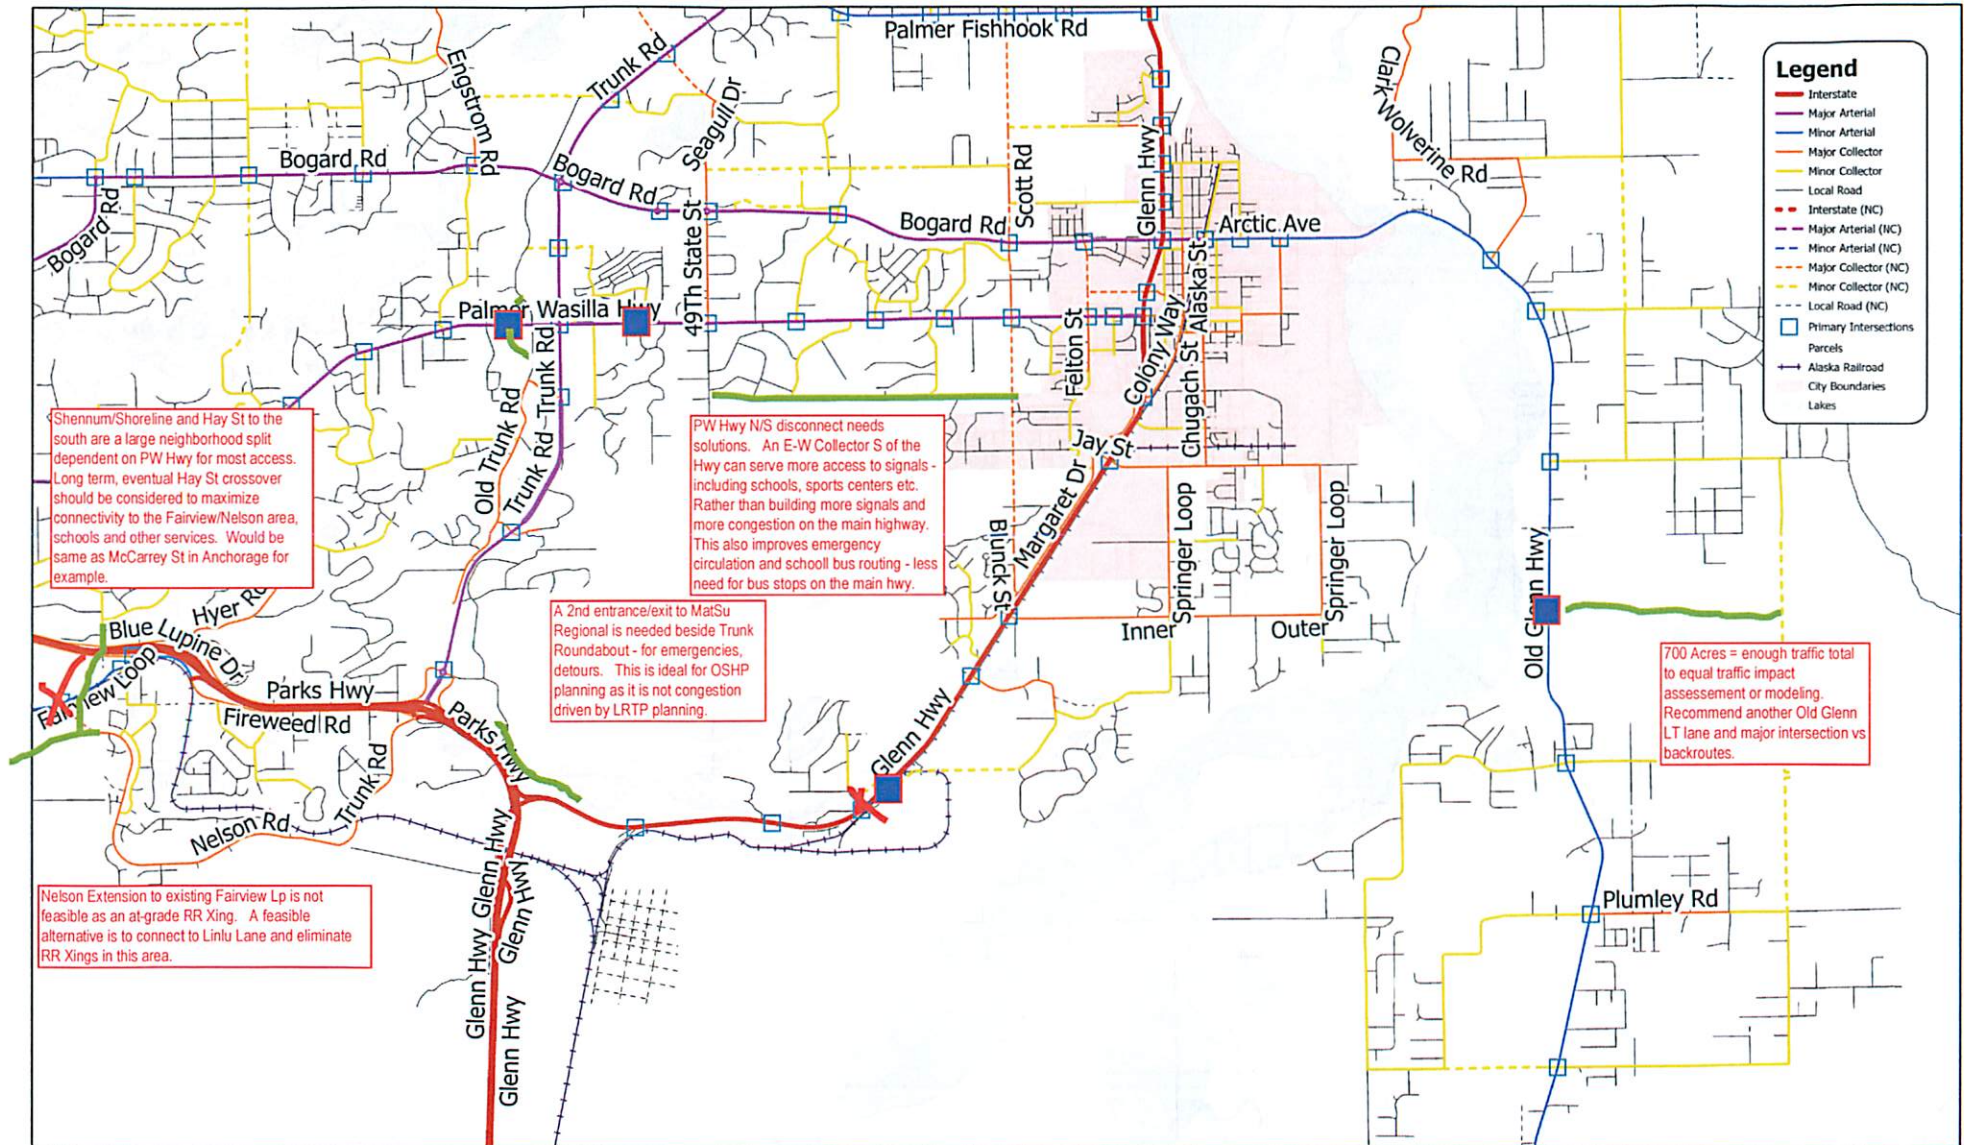 Palmer Fishhook Rd
Trunk Rd
Engstrom Rd
Seagull Dr
Clark Wolverine Rd
Bogard Rd
Bogard Rd
Bogard Rd
Bogard Rd
Scott Rd
Glenn Hwy
Arctic Ave
49Th State St
Alaska St
Palmer Wasilla Hwy
Colony Way
Felton St
Chugach St
Old Trunk Rd
Trunk Rd
Trunk Rd
Jay St
Margaret Dr
Blunck St
Inner
Springer Loop
Outer
Springer Loop
Old Glenn Hwy
Hyer Rd
Blue Lupine Dr
Fairview Loop
Parks Hwy
Fireweed Rd
Parks Hwy
Trunk Rd
Nelson Rd
Glenn Hwy
Glenn Hwy
Glenn Hwy
Glenn Hwy
Glenn Hwy
Plumley Rd
Legend
Interstate
Major Arterial
Minor Arterial
Major Collector
Minor Collector
Local Road
Interstate (NC)
Major Arterial (NC)
Minor Arterial (NC)
Major Collector (NC)
Minor Collector (NC)
Local Road (NC)
Primary Intersections
Parcels
Alaska Railroad
City Boundaries
Lakes
Shennum/Shoreline and Hay St to the
south are a large neighborhood split
dependent on PW Hwy for most access.
Long term, eventual Hay St crossover
should be considered to maximize
connectivity to the Fairview/Nelson area,
schools and other services. Would be
same as McCarrey St in Anchorage for
example.
PW Hwy N/S disconnect needs
solutions. An E-W Collector S of the
Hwy can serve more access to signals -
including schools, sports centers etc.
Rather than building more signals and
more congestion on the main highway.
This also improves emergency
circulation and schooll bus routing - less
need for bus stops on the main hwy.
A 2nd entrance/exit to MatSu
Regional is needed beside Trunk
Roundabout - for emergencies,
detours. This is ideal for OSHP
planning as it is not congestion
driven by LRTP planning.
700 Acres = enough traffic total
to equal traffic impact
assessment or modeling.
Recommend another Old Glenn
LT lane and major intersection vs
backroutes.
Nelson Extension to existing Fairview Lp is not
feasible as an at-grade RR Xing. A feasible
alternative is to connect to Linlu Lane and eliminate
RR Xings in this area.